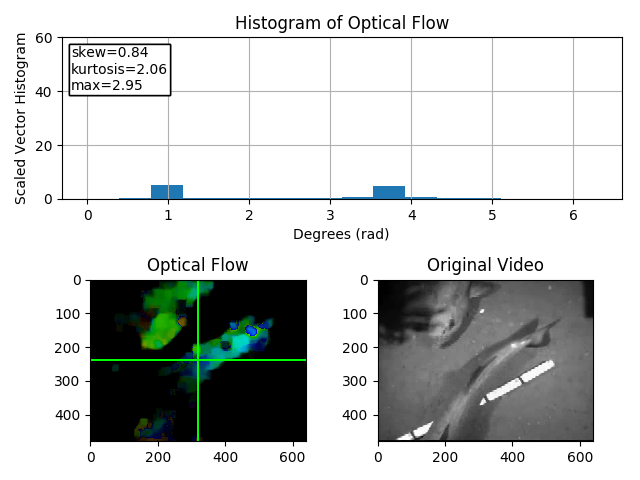 Histogram of Optical Flow
Scaled Vector Histogram
60
40
20
0
skew=0.84
kurtosis=2.06
max=2.95
0 1 2 3 4 5 6
Degrees (rad)
Optical Flow
0
100
200
300
400
0 200 400 600
Original Video
0
100
200
300
400
0 200 400 600